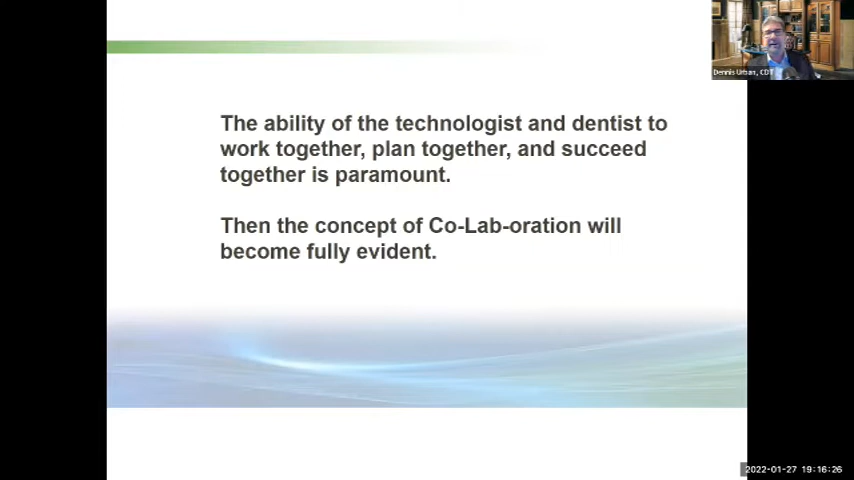 Dennis Urban, CDT
The ability of the technologist and dentist to
work together, plan together, and succeed
together is paramount.
Then the concept of Co-Lab-oration will
become fully evident.
2022-01-27 19:16:26